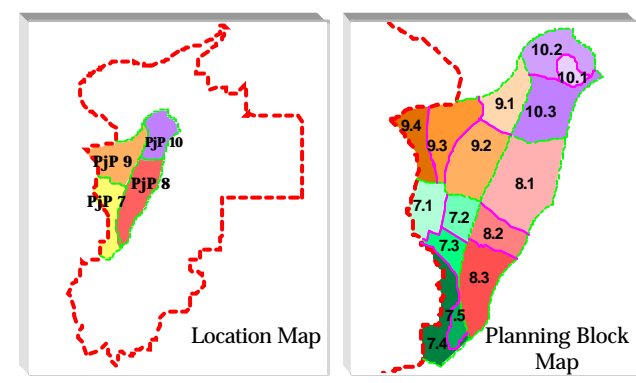 PjP 10
PjP 9
PjP 8
PjP 7
Location Map
10.2
10.1
9.1
10.3
9.4
9.3
9.2
8.1
7.1
7.2
8.2
7.3
8.3
7.5
7.4
Planning Block
Map